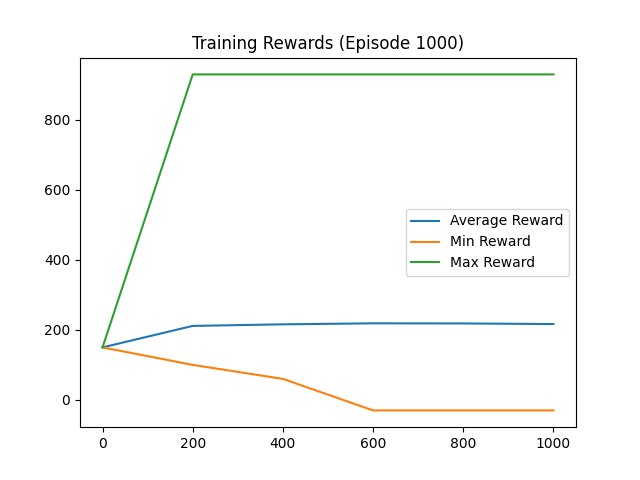 Training Rewards (Episode 1000)
800
600
400
200
0
Average Reward
Min Reward
Max Reward
0 200 400 600 800 1000